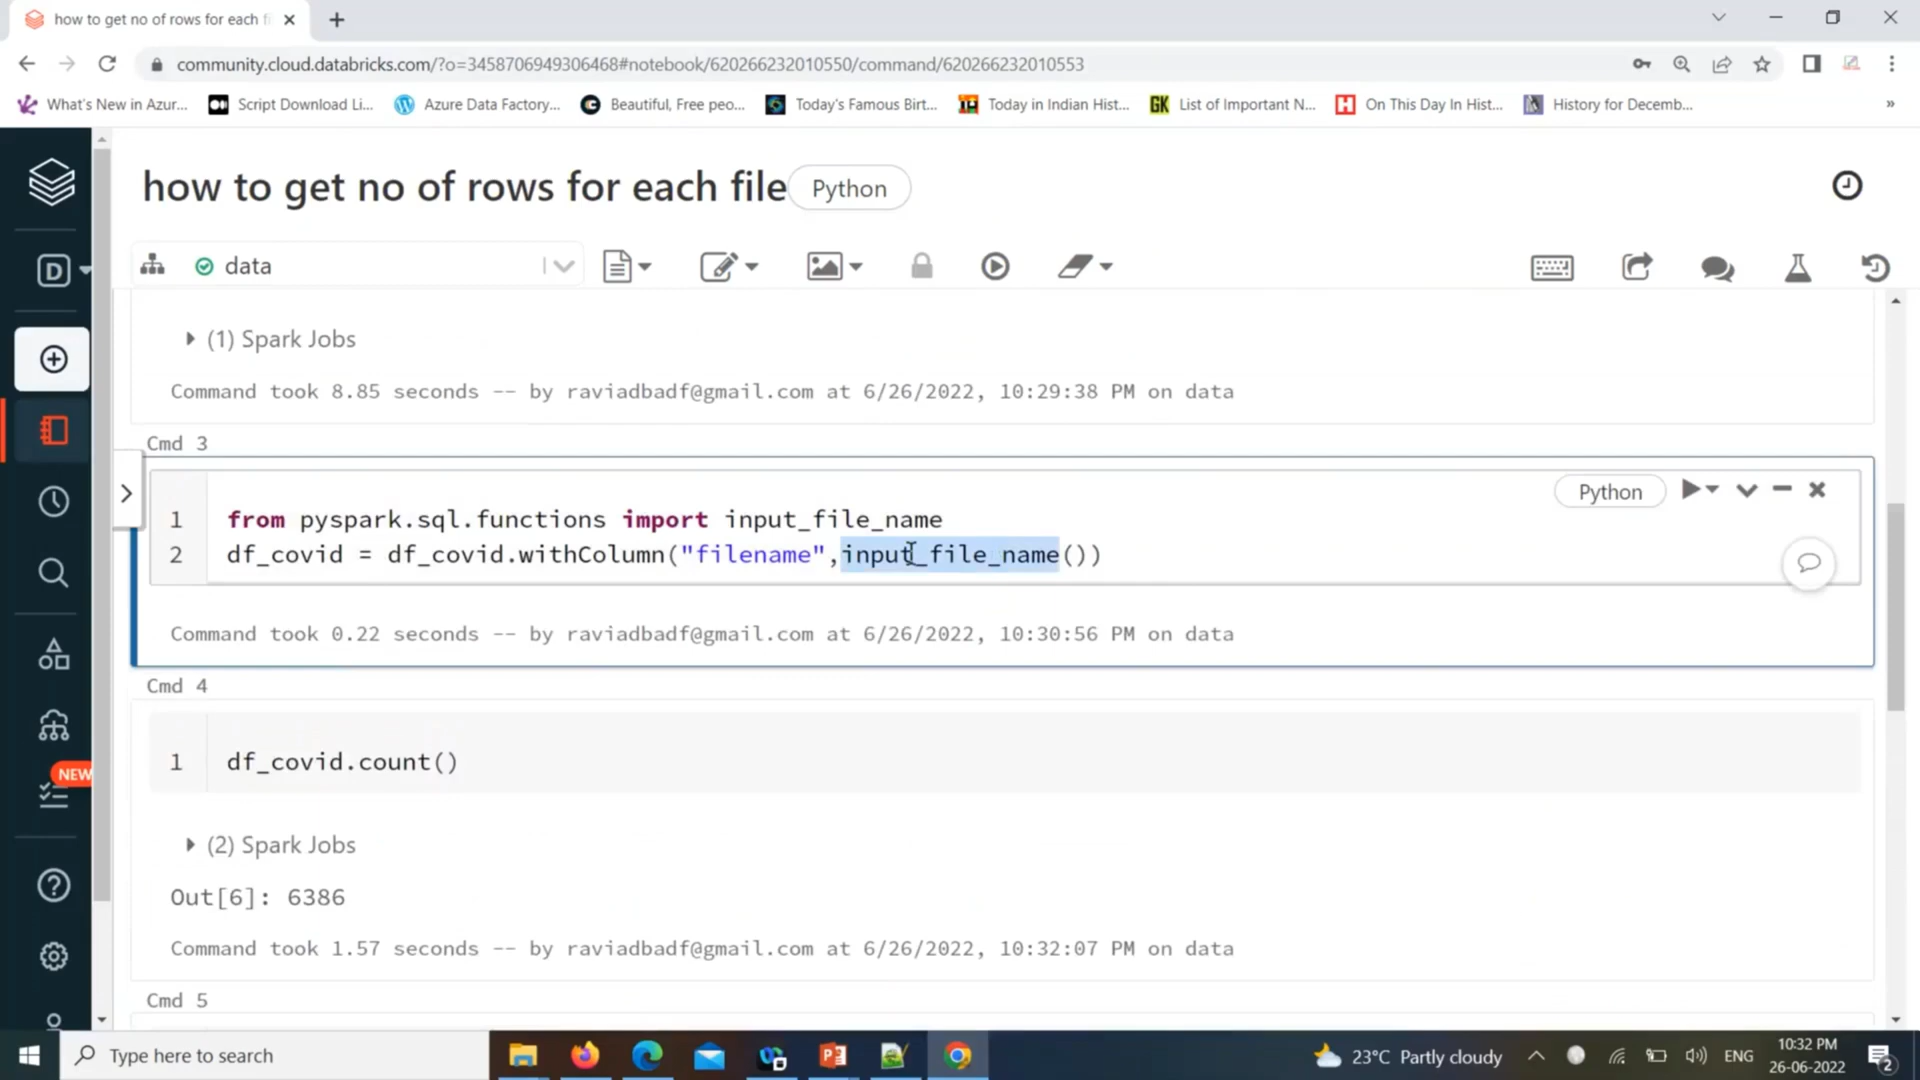 how to get no of rows for each fi
community.cloud.databricks.com/?o=3458706949306468#notebook/620266232010550/command/620266232010553
What's New in Azur...
Script Download Li...
Azure Data Factory...
Beautiful, Free peo...
Today's Famous Birt...
Today in Indian Hist...
GK
List of Important N...
H
On This Day In Hist...
History for Decemb...
»
how to get no of rows for each file
Python
D
data
(1) Spark Jobs
Command took 8.85 seconds -- by raviadbadf@gmail.com at 6/26/2022, 10:29:38 PM on data
Cmd 3
Python
1 from pyspark.sql.functions import input_file_name
2 df_covid = df_covid.withColumn("filename",input_file_name())
Command took 0.22 seconds -- by raviadbadf@gmail.com at 6/26/2022, 10:30:56 PM on data
Cmd 4
1 df_covid.count()
NEW
(2) Spark Jobs
Out[6]: 6386
Command took 1.57 seconds -- by raviadbadf@gmail.com at 6/26/2022, 10:32:07 PM on data
Cmd 5
Type here to search
23°C Partly cloudy
ENG
10:32 PM
26-06-2022
2